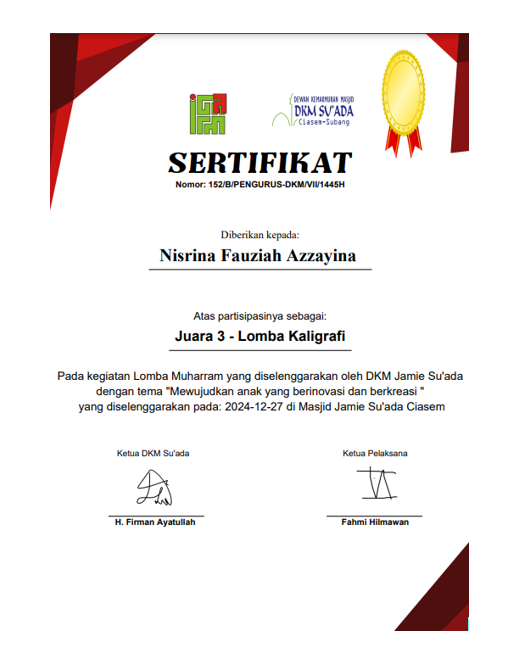 DEWAN KEMAKMURAN MASJID
DKM SU'ADA
Ciasem-Subang
SERTIFIKAT
Nomor: 152/B/PENGURUS-DKM/VII/1445H
Diberikan kepada:
Nisrina Fauziah Azzayina
Atas partisipasinya sebagai:
Juara 3 - Lomba Kaligrafi
Pada kegiatan Lomba Muharram yang diselenggarakan oleh DKM Jamie Su'ada
dengan tema "Mewujudkan anak yang berinovasi dan berkreasi "
yang diselenggarakan pada: 2024-12-27 di Masjid Jamie Su'ada Ciasem
Ketua DKM Su'ada
Ketua Pelaksana
H. Firman Ayatullah
Fahmi Hilmawan